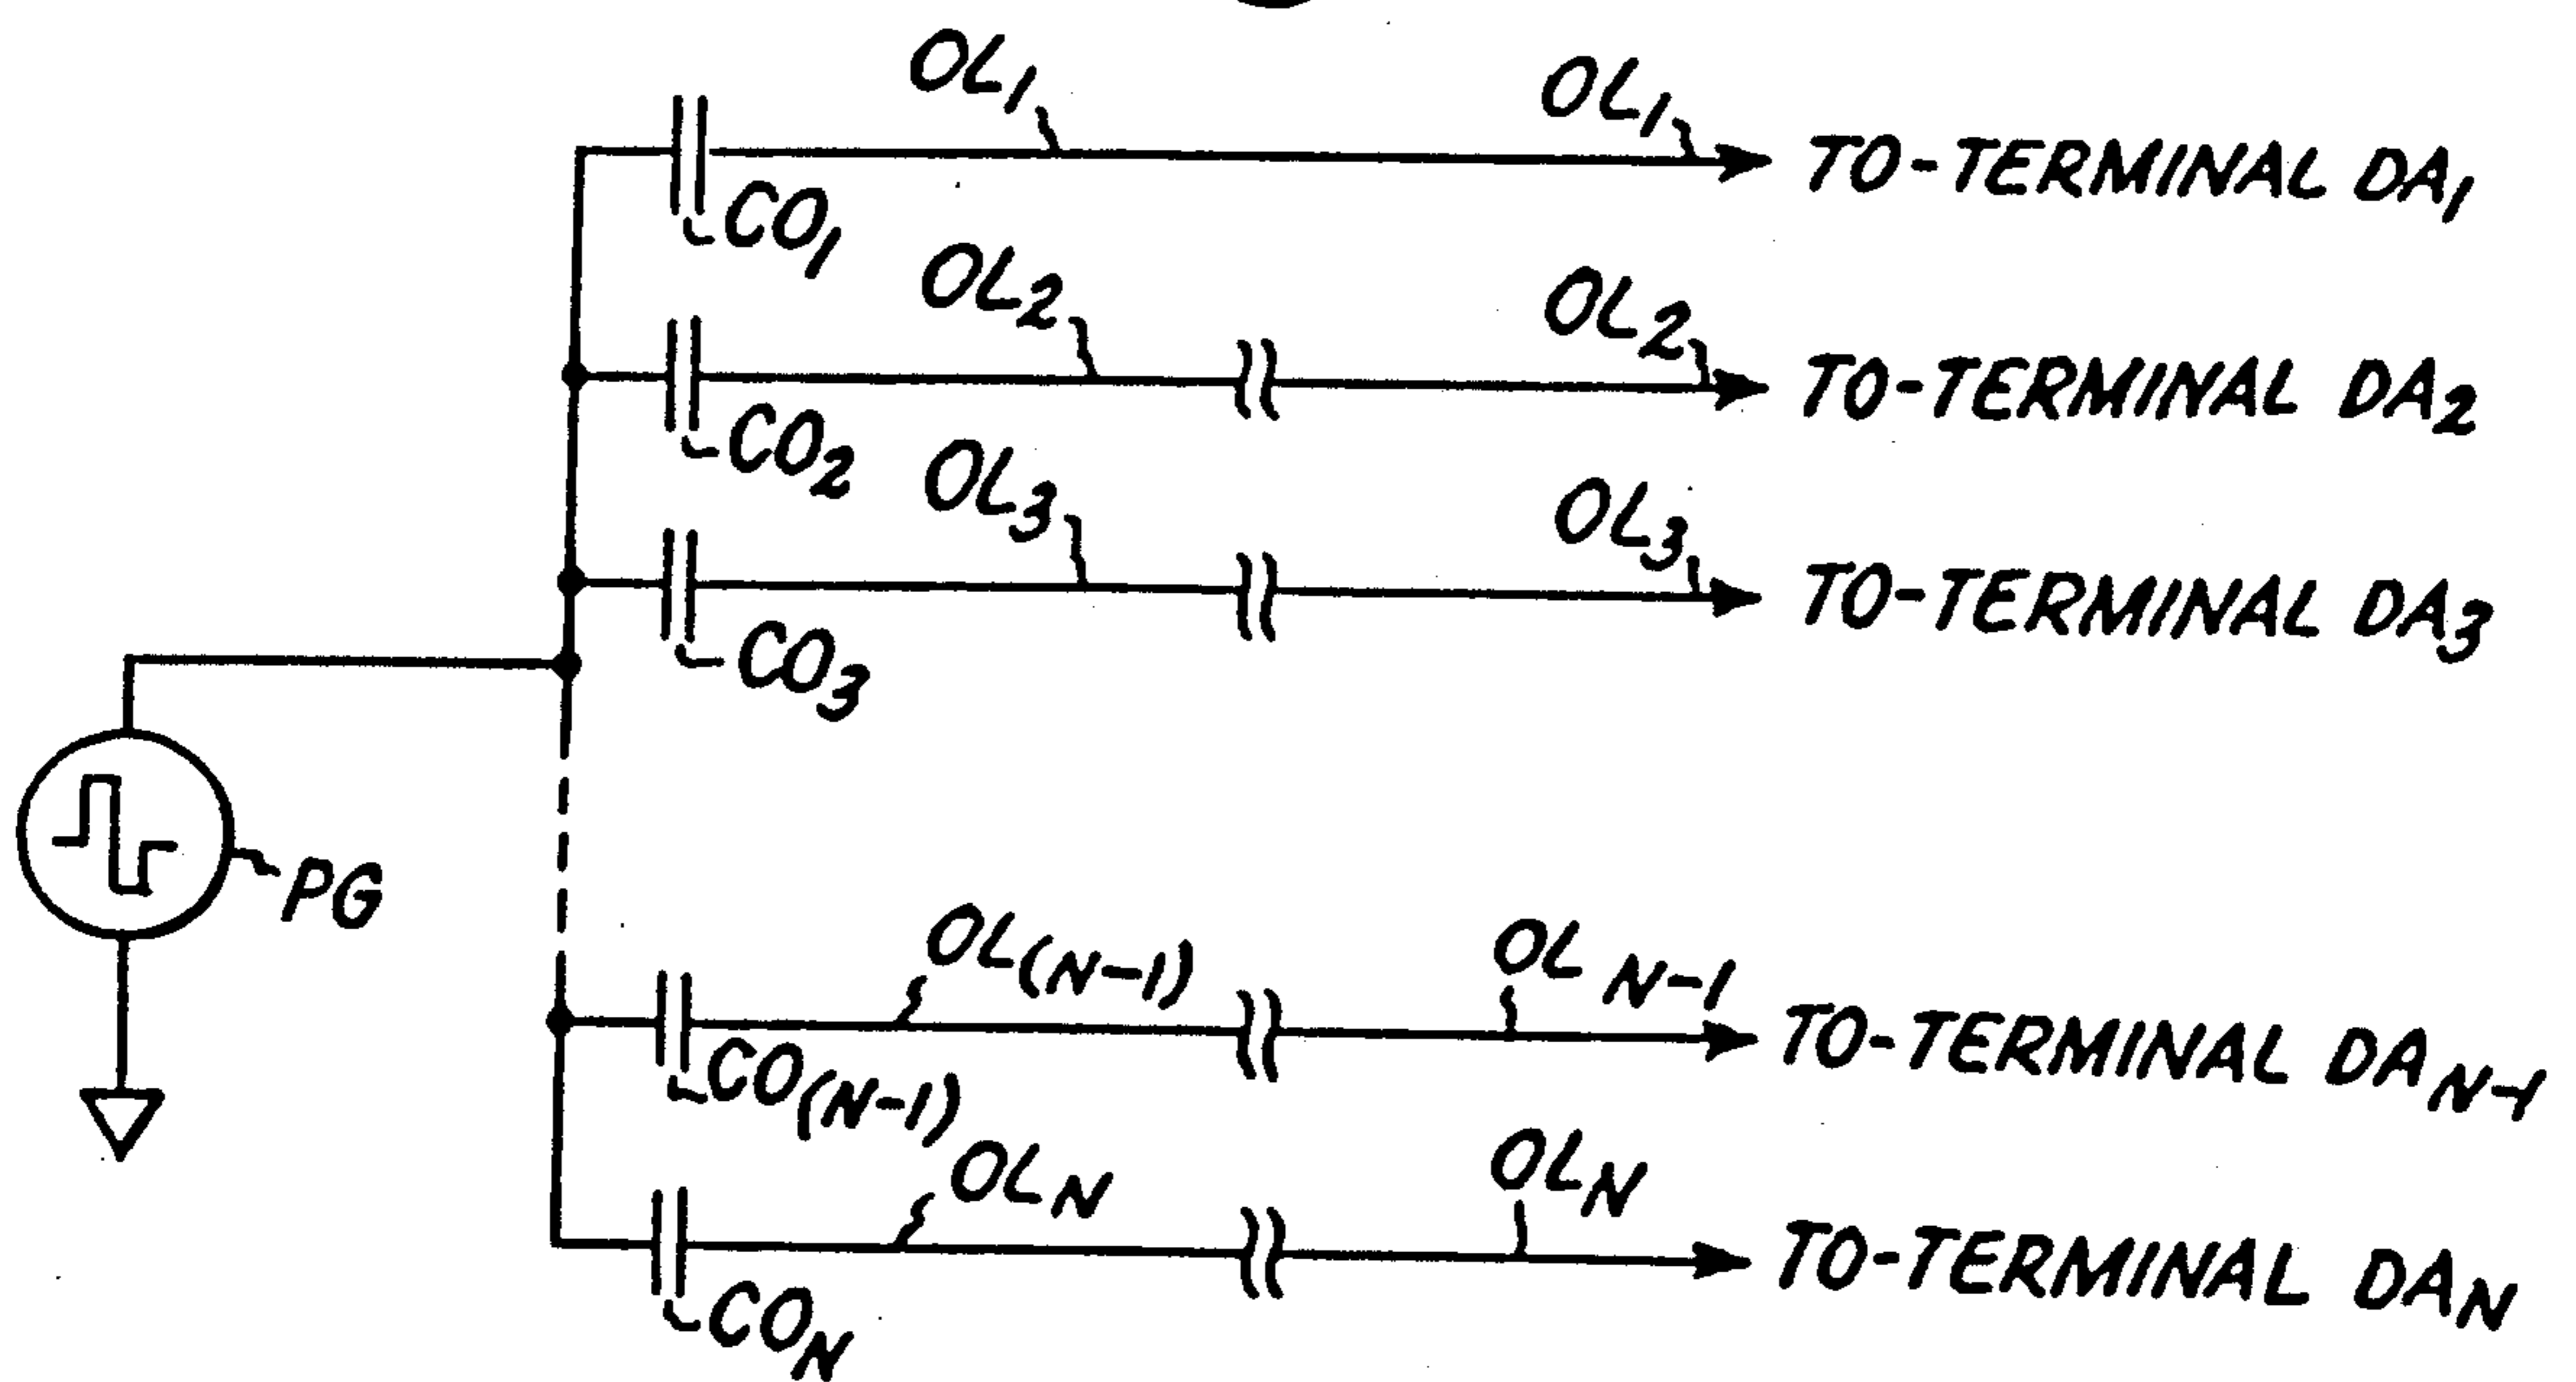 OL1 OL1
TO-TERMINAL DA1
CO1
OL2 OL2
TO-TERMINAL DA2
CO2
OL3 OL3
TO-TERMINAL DA3
CO3
PG
OL(N-1) OL N-1
TO-TERMINAL DA N-1
CO(N-1)
OLN OLN
TO-TERMINAL DAN
CON